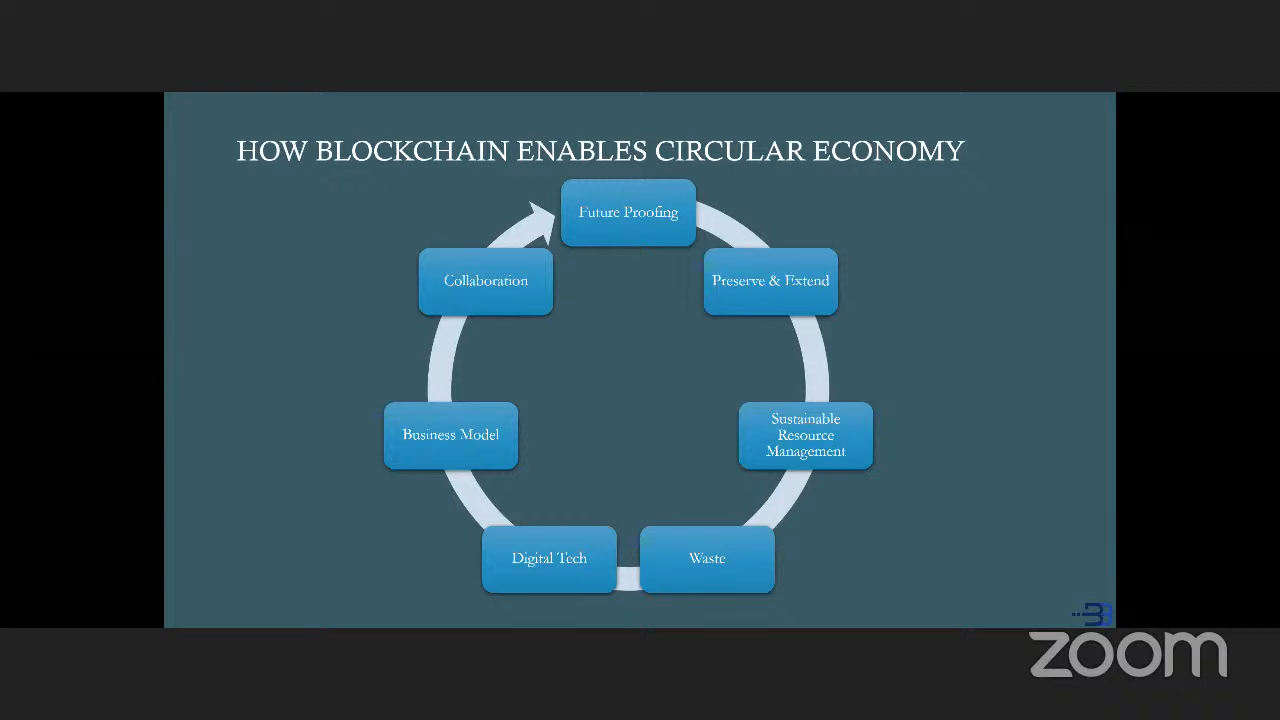 HOW BLOCKCHAIN ENABLES CIRCULAR ECONOMY
Future Proofing
Preserve & Extend
Sustainable
Resource
Management
Waste
Digital Tech
Business Model
Collaboration
zoom